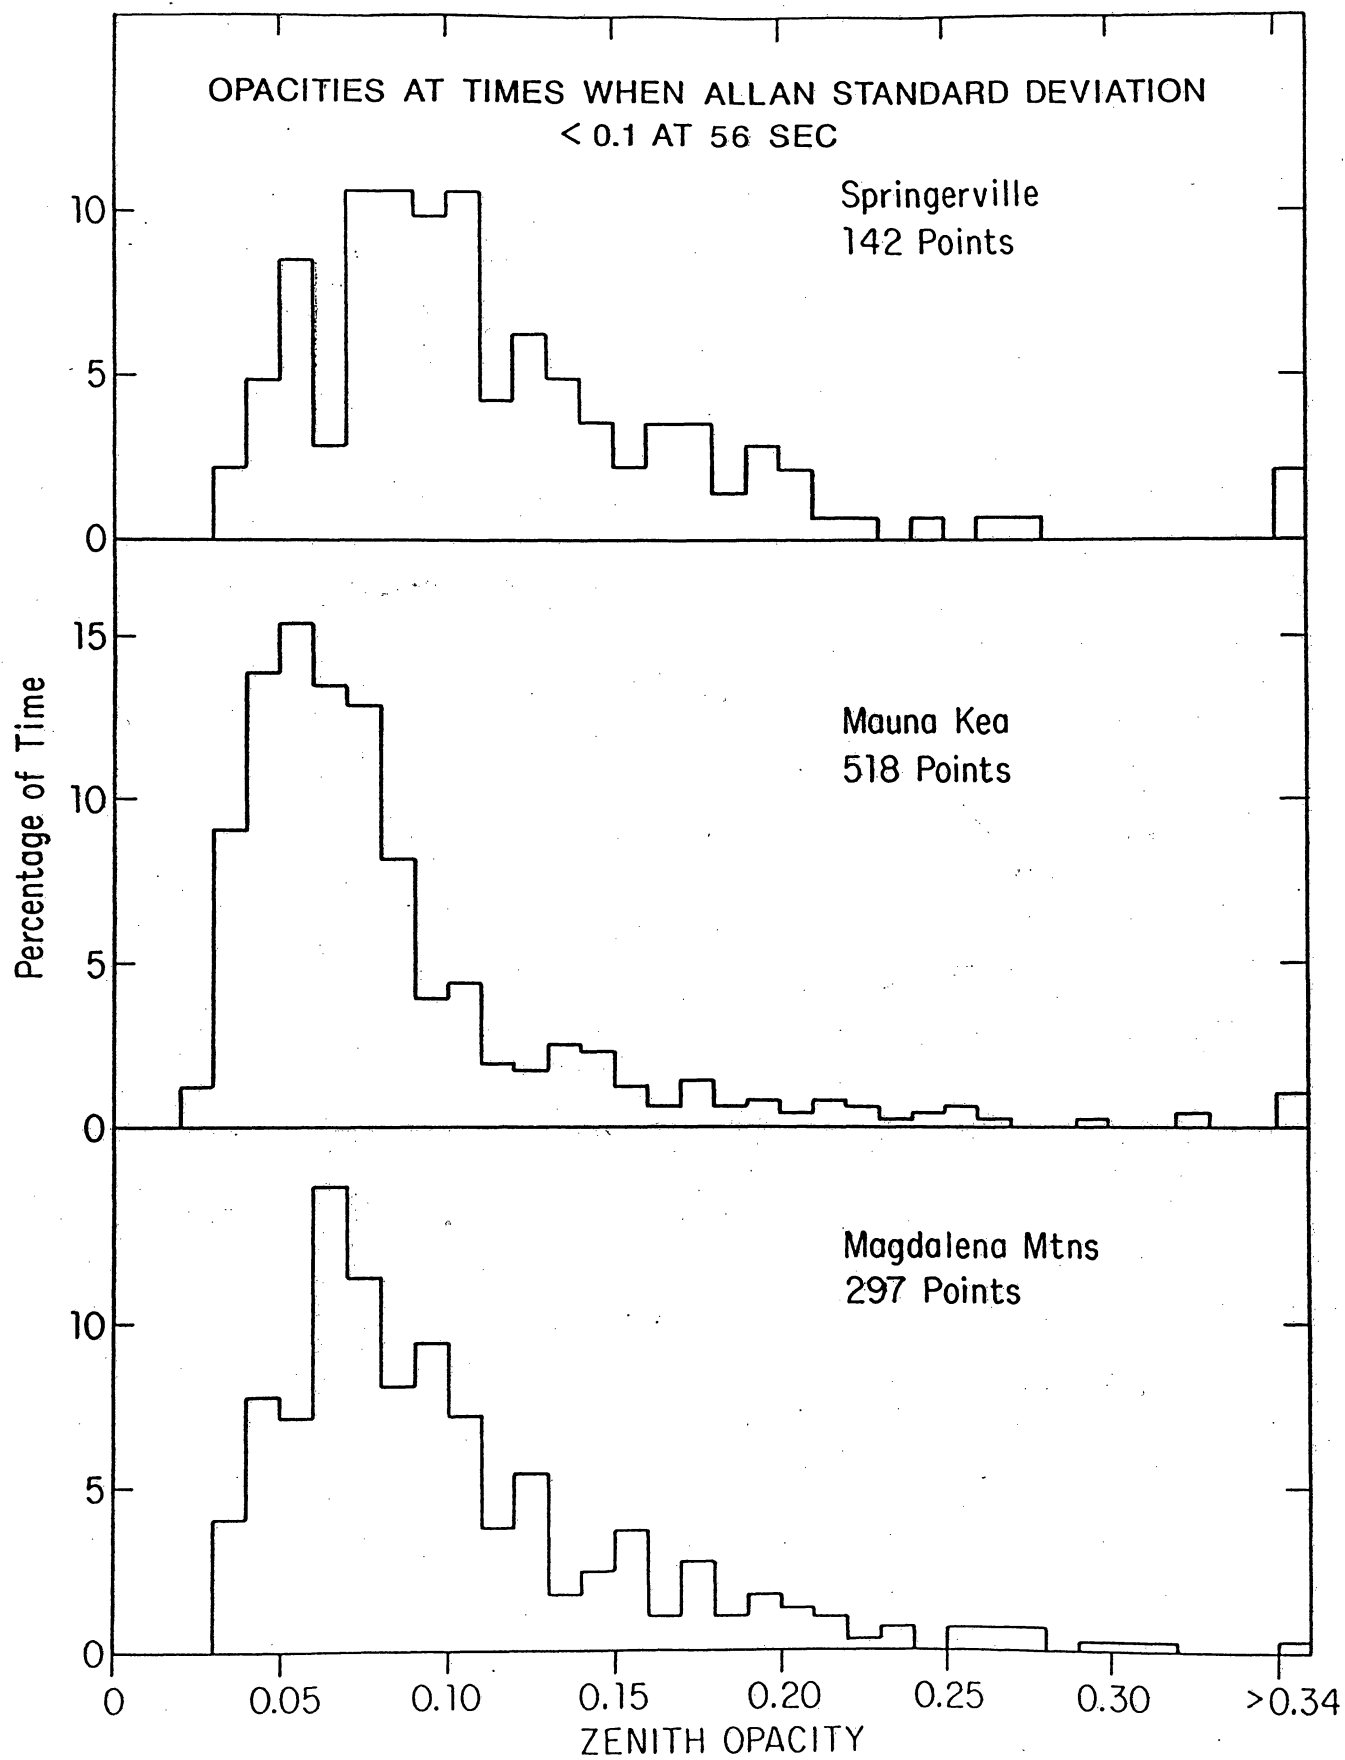 OPACITIES AT TIMES WHEN ALLAN STANDARD DEVIATION
< 0.1 AT 56 SEC
Springerville
142 Points
10
5
0
Mauna Kea
518 Points
15
10
5
0
Percentage of Time
Magdalena Mtns
297 Points
10
5
0
0 0.05 0.10 0.15 0.20 0.25 0.30 >0.34
ZENITH OPACITY